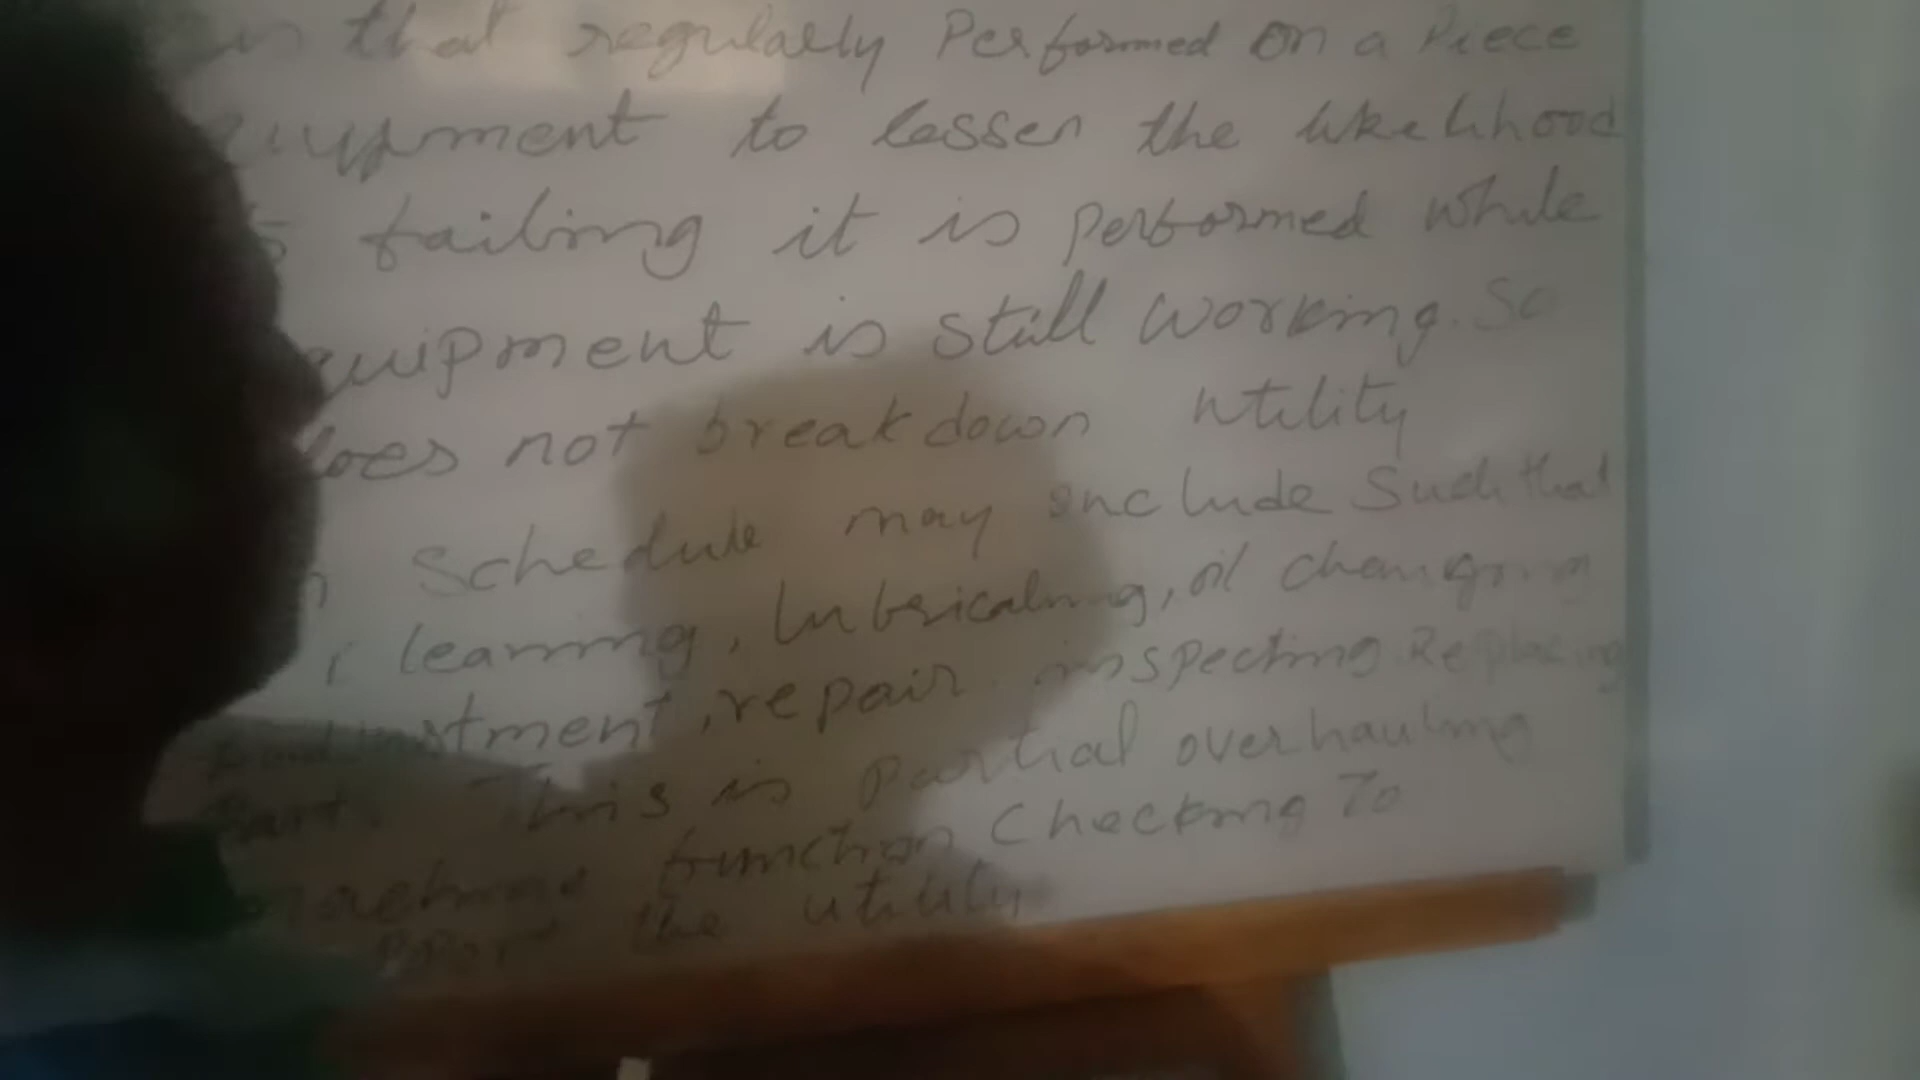 that regularly Performed on a Piece
to lessen the likelihood
failing it is performed while
equipment is still working. So
does not breakdown utility
schedule may include such that
cleaning, lubricating, oil changing
repair inspecting Replacing
Part. This is partial overhauling
function Checking To
the utility